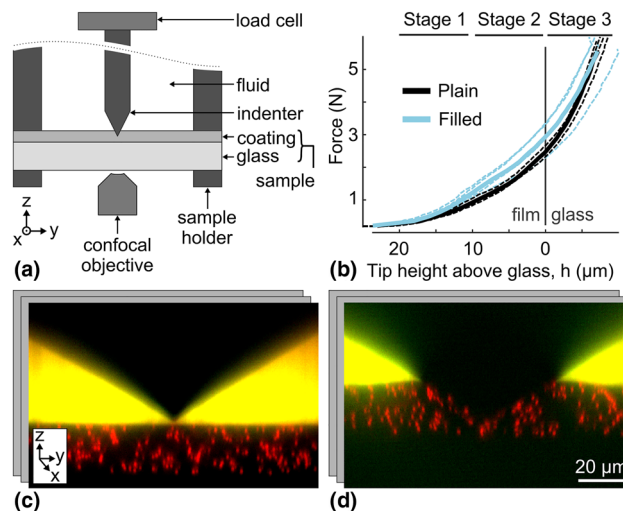 load cell
fluid
indenter
coating
glass
sample
sample holder
confocal objective
z
x
y
(a)
Stage 1
Stage 2
Stage 3
5
3
1
Force (N)
Plain
Filled
film
glass
20
10
0
Tip height above glass, h (μm)
(b)
z
y
x
(c)
20 μm
(d)